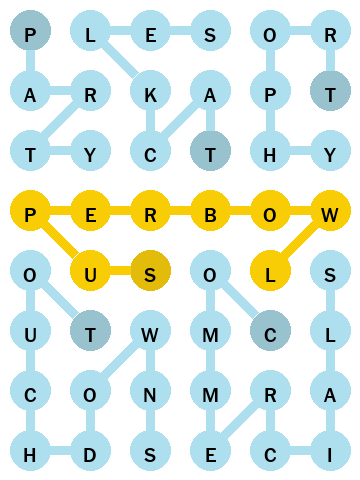 P L E S O R
A R K A P T
T Y C T H Y
P E R B O W
O U S O L S
U T W M C L
C O N M R A
H D S E C I